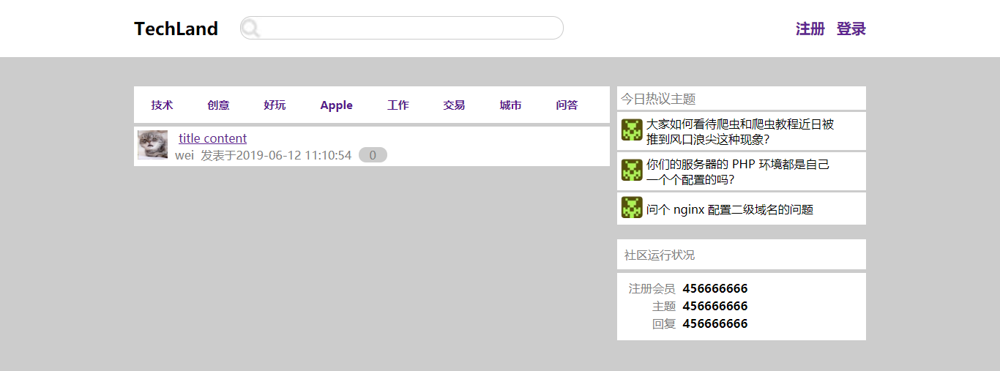 TechLand
注册 登录
技术 创意 好玩 Apple 工作 交易 城市 问答
title content
wei 发表于2019-06-12 11:10:54 0
今日热议主题
大家如何看待爬虫和爬虫教程近日被
推到风口浪尖这种现象?
你们的服务器的 PHP 环境都是自己
一个个配置的吗?
问个 nginx 配置二级域名的问题
社区运行状况
注册会员 456666666
主题 456666666
回复 456666666